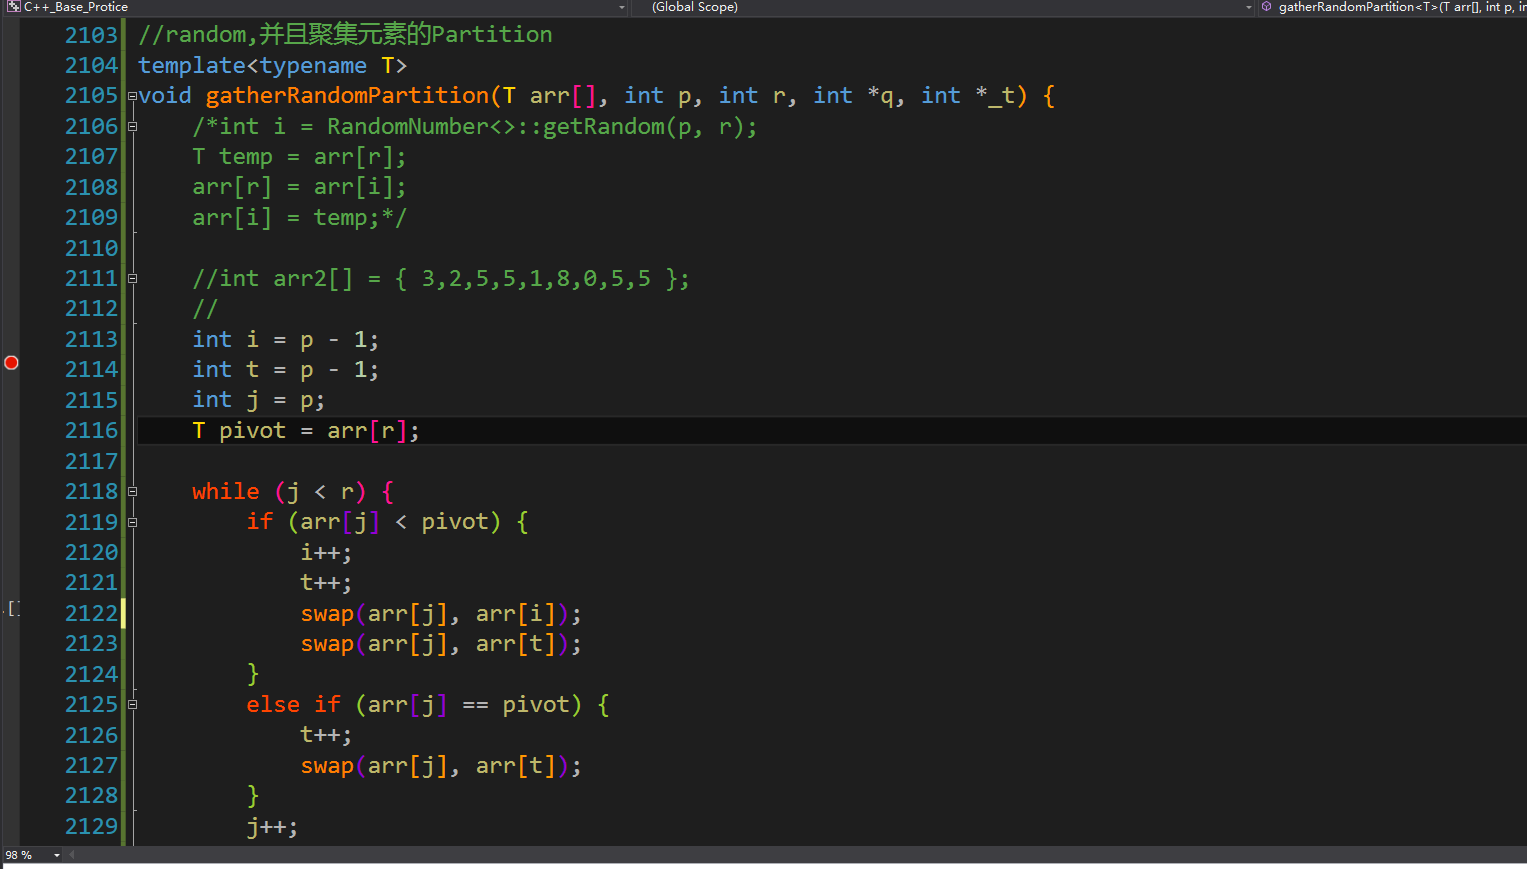 C++_Base_Protice (Global Scope) gatherRandomPartition<T>(T arr[], int p, in
2103 //random,并且聚集元素的Partition
2104 template<typename T>
2105 void gatherRandomPartition(T arr[], int p, int r, int *q, int *_t) {
2106 /*int i = RandomNumber<>::getRandom(p, r);
2107 T temp = arr[r];
2108 arr[r] = arr[i];
2109 arr[i] = temp;*/
2110
2111 //int arr2[] = { 3,2,5,5,1,8,0,5,5 };
2112 //
2113 int i = p - 1;
2114 int t = p - 1;
2115 int j = p;
2116 T pivot = arr[r];
2117
2118 while (j < r) {
2119 if (arr[j] < pivot) {
2120 i++;
2121 t++;
2122 swap(arr[j], arr[i]);
2123 swap(arr[j], arr[t]);
2124 }
2125 else if (arr[j] == pivot) {
2126 t++;
2127 swap(arr[j], arr[t]);
2128 }
2129 j++;
98 %